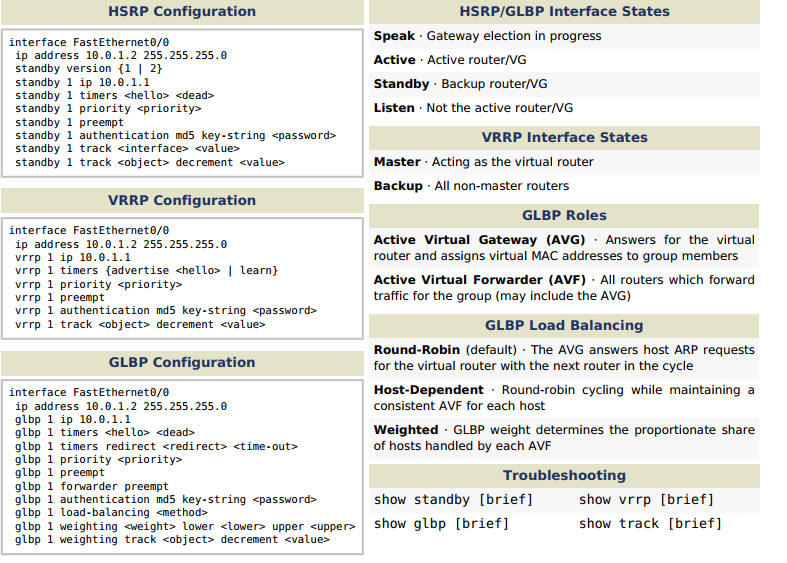 HSRP Configuration
interface FastEthernet0/0
ip address 10.0.1.2 255.255.255.0
standby version {1 | 2}
standby 1 ip 10.0.1.1
standby 1 timers <hello> <dead>
standby 1 priority <priority>
standby 1 preempt
standby 1 authentication md5 key-string <password>
standby 1 track <interface> <value>
standby 1 track <object> decrement <value>
VRRP Configuration
interface FastEthernet0/0
ip address 10.0.1.2 255.255.255.0
vrrp 1 ip 10.0.1.1
vrrp 1 timers {advertise <hello> | learn}
vrrp 1 priority <priority>
vrrp 1 preempt
vrrp 1 authentication md5 key-string <password>
vrrp 1 track <object> decrement <value>
GLBP Configuration
interface FastEthernet0/0
ip address 10.0.1.2 255.255.255.0
glbp 1 ip 10.0.1.1
glbp 1 timers <hello> <dead>
glbp 1 timers redirect <redirect> <time-out>
glbp 1 priority <priority>
glbp 1 preempt
glbp 1 forwarder preempt
glbp 1 authentication md5 key-string <password>
glbp 1 load-balancing <method>
glbp 1 weighting <weight> lower <lower> upper <upper>
glbp 1 weighting track <object> decrement <value>
HSRP/GLBP Interface States
Speak · Gateway election in progress
Active · Active router/VG
Standby · Backup router/VG
Listen · Not the active router/VG
VRRP Interface States
Master · Acting as the virtual router
Backup · All non-master routers
GLBP Roles
Active Virtual Gateway (AVG) · Answers for the virtual
router and assigns virtual MAC addresses to group members
Active Virtual Forwarder (AVF) · All routers which forward
traffic for the group (may include the AVG)
GLBP Load Balancing
Round-Robin (default) · The AVG answers host ARP requests
for the virtual router with the next router in the cycle
Host-Dependent · Round-robin cycling while maintaining a
consistent AVF for each host
Weighted · GLBP weight determines the proportionate share
of hosts handled by each AVF
Troubleshooting
show standby [brief] show vrrp [brief]
show glbp [brief] show track [brief]